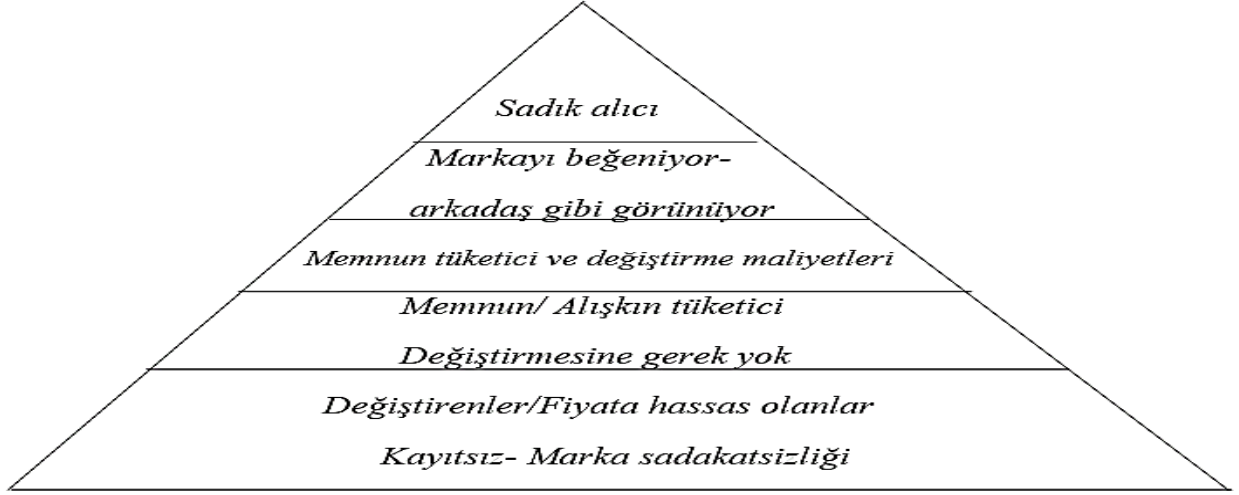 Sadık alıcı
Markayı beğeniyor-
arkadaş gibi görünüyor
Memnun tüketici ve değiştirme maliyetleri
Memnun/ Alışkın tüketici
Değiştirmesine gerek yok
Değiştirenler/Fiyata hassas olanlar
Kayıtsız- Marka sadakatsizliği